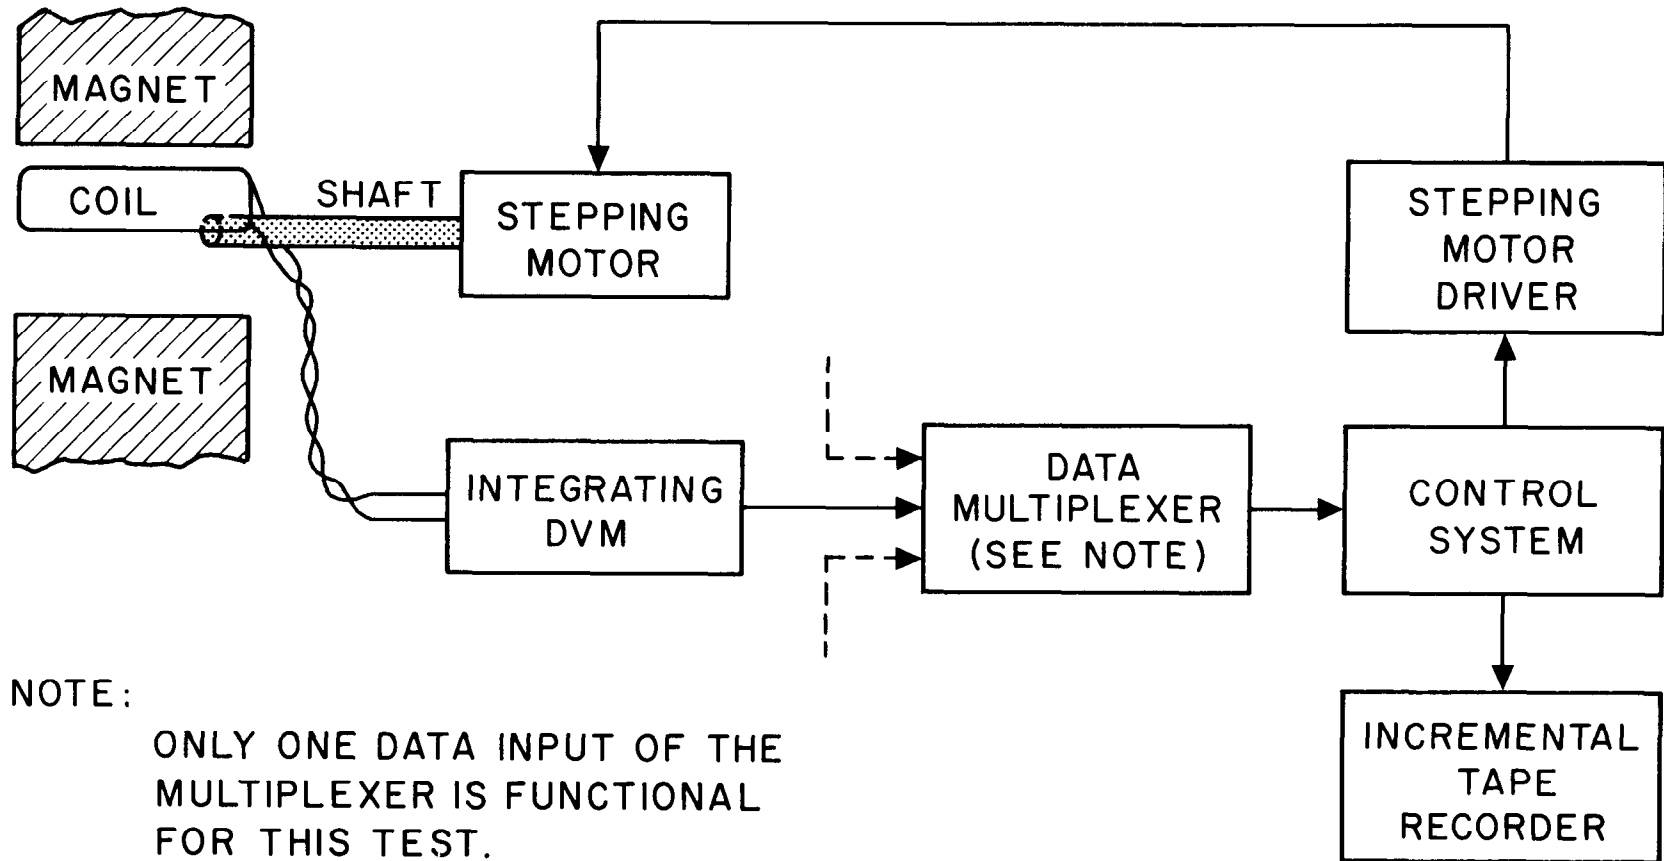 MAGNET
COIL
SHAFT
STEPPING
MOTOR
STEPPING
MOTOR
DRIVER
MAGNET
INTEGRATING
DVM
DATA
MULTIPLEXER
(SEE NOTE)
CONTROL
SYSTEM
NOTE:
ONLY ONE DATA INPUT OF THE
MULTIPLEXER IS FUNCTIONAL
FOR THIS TEST.
INCREMENTAL
TAPE
RECORDER